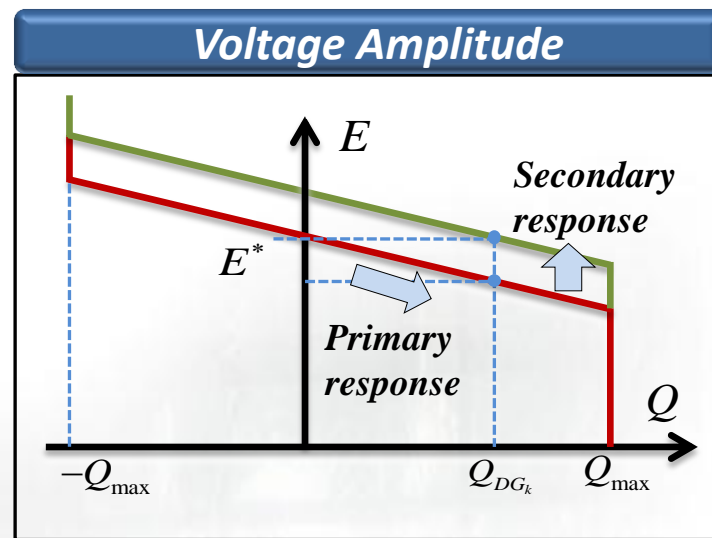 Voltage Amplitude
E
Secondary
response
E*
Primary
response
Q
−Qmax
QDGk
Qmax